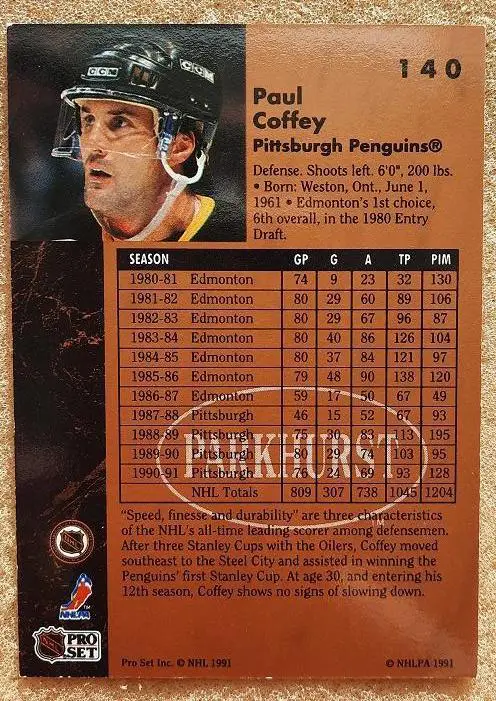 CCM
CCM
140
Paul
Coffey
Pittsburgh Penguins®
Defense. Shoots left. 6'0", 200 lbs.
• Born: Weston, Ont., June 1,
1961 • Edmonton's 1st choice,
6th overall, in the 1980 Entry
Draft.
SEASON GP G A TP PIM
1980-81 Edmonton 74 9 23 32 130
1981-82 Edmonton 80 29 60 89 106
1982-83 Edmonton 80 29 67 96 87
1983-84 Edmonton 80 40 86 126 104
1984-85 Edmonton 80 37 84 121 97
1985-86 Edmonton 79 48 90 138 120
1986-87 Edmonton 59 17 50 67 49
1987-88 Pittsburgh 46 15 52 67 93
1988-89 Pittsburgh 75 30 83 113 195
1989-90 Pittsburgh 80 29 74 103 95
1990-91 Pittsburgh 76 24 69 93 128
NHL Totals 809 307 738 1045 1204
PARKHURST
"Speed, finesse and durability" are three characteristics
of the NHL's all-time leading scorer among defensemen.
After three Stanley Cups with the Oilers, Coffey moved
southeast to the Steel City and assisted in winning the
Penguins' first Stanley Cup. At age 30, and entering his
12th season, Coffey shows no signs of slowing down.
NHL
NHLPA™
NHL
PRO
SET
Pro Set Inc. © NHL 1991 © NHLPA 1991